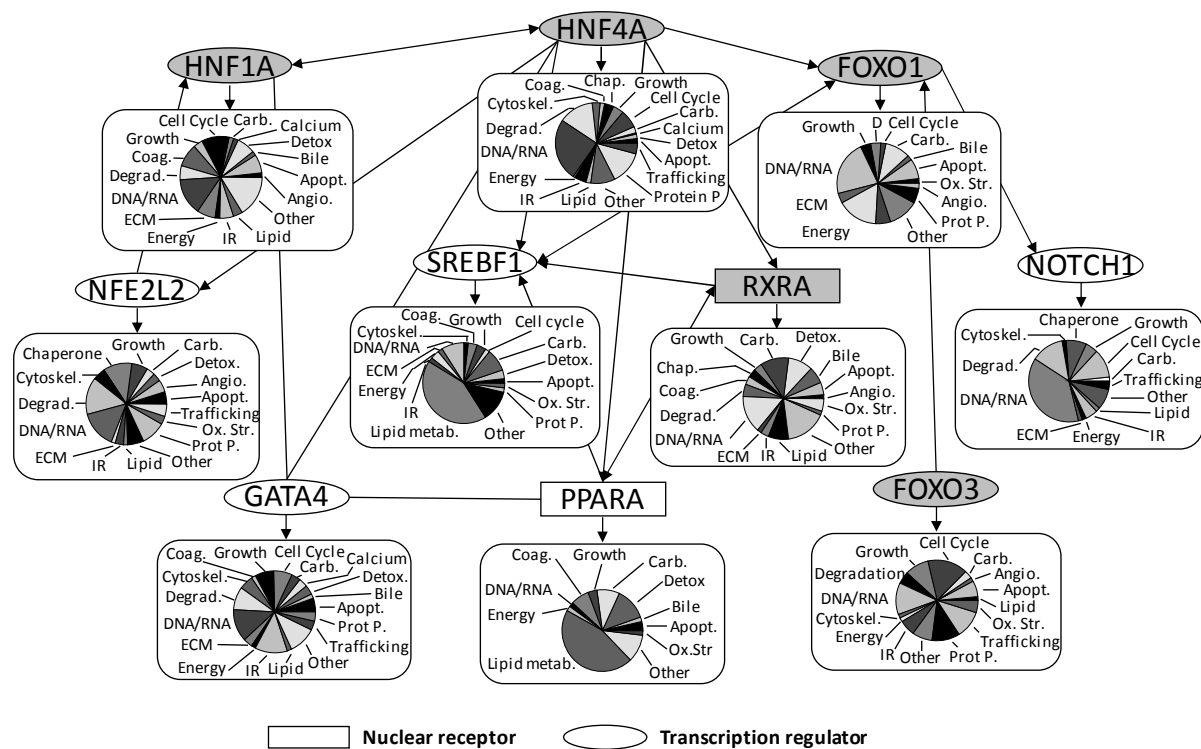 HNF4A
HNF1A
FOXO1
Cell Cycle
Carb.
Growth
Calcium
Detox
Coag.
Bile
Degrad.
Apopt.
DNA/RNA
Angio.
ECM
Other
Energy
IR
Lipid
Coag.
Chap.
Growth
Cytoskel.
Cell Cycle
Carb.
Degrad.
Calcium
Detox
DNA/RNA
Apopt.
Trafficking
Energy
Protein P.
IR
Lipid
Other
D
Cell Cycle
Growth
Carb.
Bile
DNA/RNA
Apopt.
Ox. Str.
Angio.
ECM
Prot P.
Energy
Other
NFE2L2
SREBF1
RXRA
NOTCH1
Growth
Carb.
Chaperone
Detox.
Cytoskel.
Angio.
Apopt.
Degrad.
Trafficking
Ox. Str.
DNA/RNA
Prot P.
ECM
IR
Lipid
Other
Coag.
Growth
Cell cycle
Cytoskel.
Carb.
DNA/RNA
Detox.
ECM
Apopt.
Energy
Ox. Str.
IR
Prot P.
Lipid metab.
Other
Carb.
Detox.
Growth
Bile
Chap.
Apopt.
Coag.
Angio.
Degrad.
Ox. Str.
DNA/RNA
Prot P.
ECM
IR
Lipid
Other
Chaperone
Growth
Cytoskel.
Cell Cycle
Carb.
Degrad.
Trafficking
DNA/RNA
Other
Lipid
ECM
Energy
IR
GATA4
PPARA
FOXO3
Coag.
Growth
Cell Cycle
Carb.
Calcium
Cytoskel.
Detox.
Bile
Degrad.
Apopt.
DNA/RNA
Prot P.
Trafficking
ECM
Other
Energy
IR
Lipid
Coag.
Growth
Carb.
Detox
DNA/RNA
Bile
Energy
Apopt.
Ox.Str
Lipid metab.
Other
Cell Cycle
Growth
Carb.
Degradation
Angio.
Apopt.
DNA/RNA
Lipid
Cytoskel.
Ox. Str.
Energy
Trafficking
IR
Other
Prot P.
Nuclear receptor
Transcription regulator